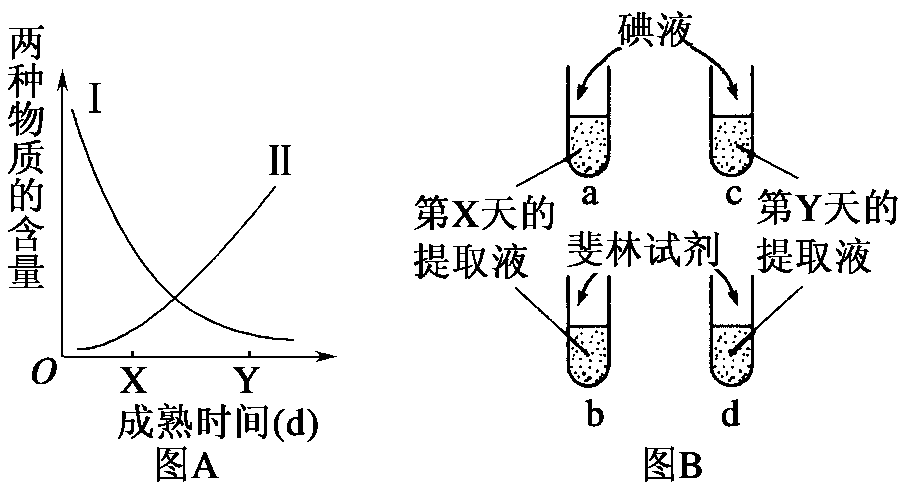 两种物质的含量
Ⅰ
Ⅱ
O
X
Y
成熟时间(d)
图A
碘液
a
c
第X天的
提取液
第Y天的
提取液
斐林试剂
b
d
图B